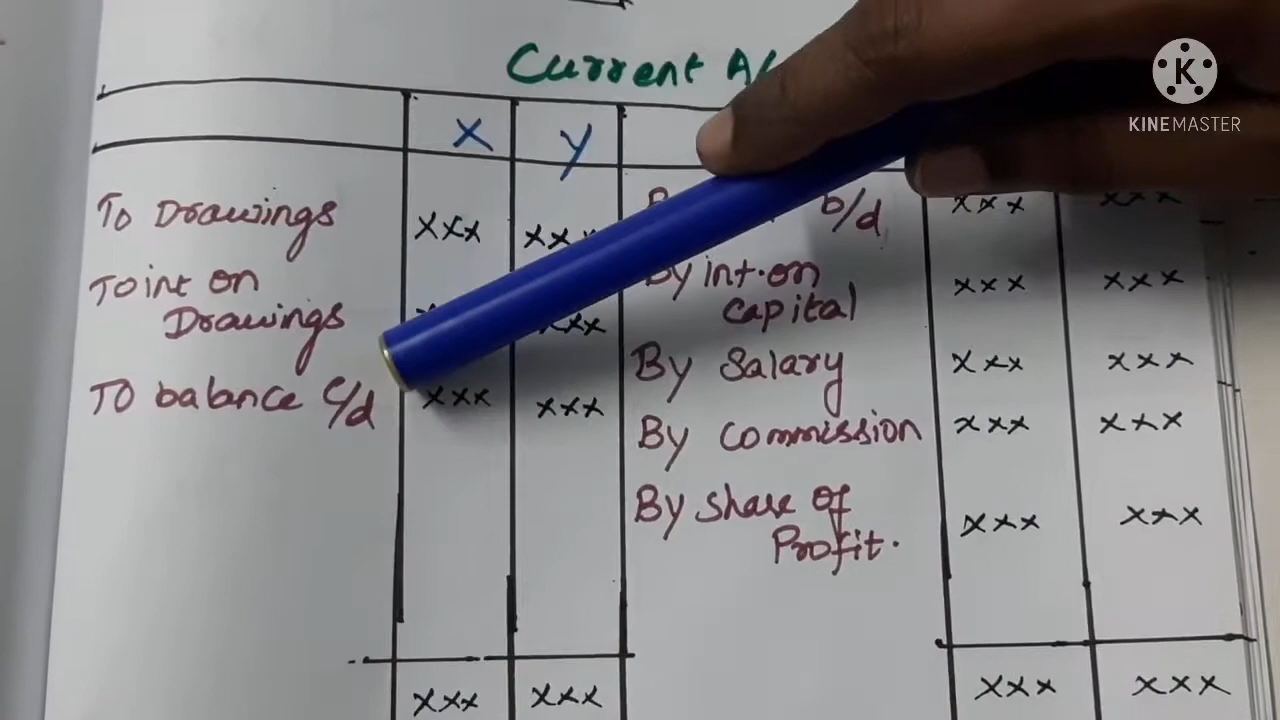 Current A/c
X Y
To Drawings xxx xxx b/d xxx xxx
To int on
Drawings xxx
By int. on
capital xxx xxx
To balance c/d xxx xxx
By Salary xxx xxx
By commission xxx xxx
By share of
Profit. xxx xxx
xxx xxx xxx xxx
K
KINEMASTER